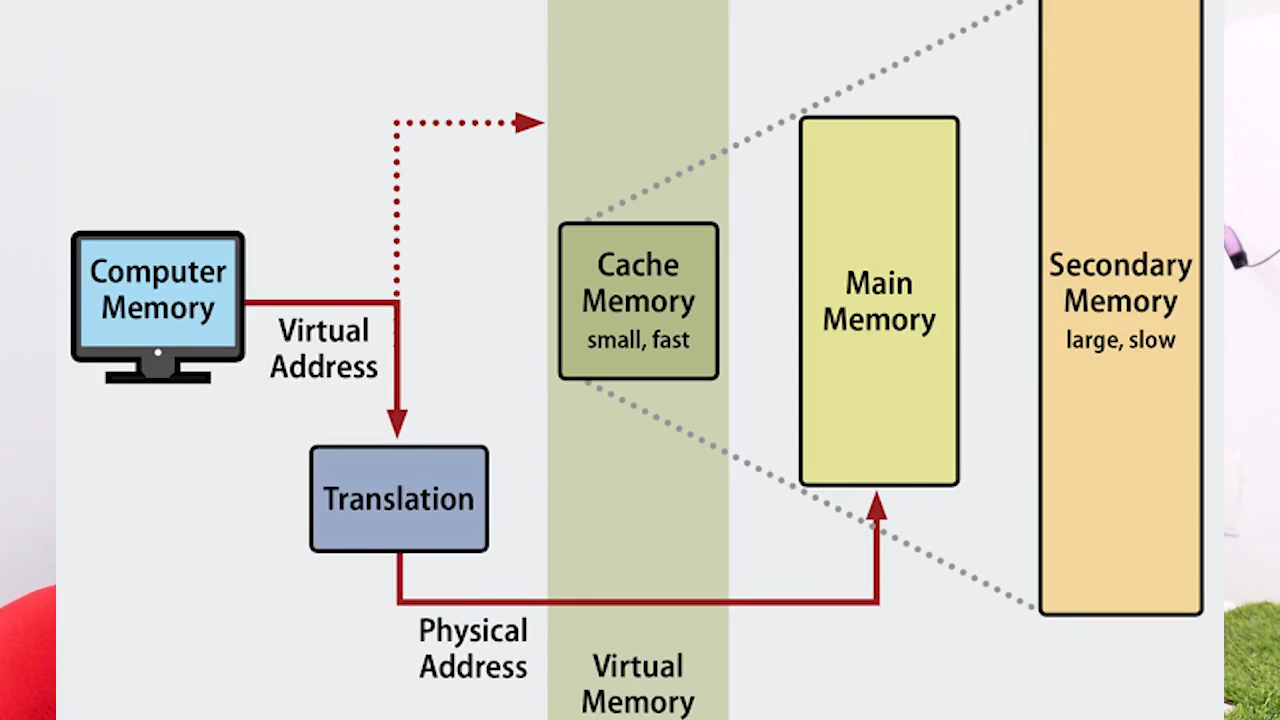 Computer
Memory
Virtual
Address
Translation
Physical
Address
Cache
Memory
small, fast
Virtual
Memory
Main
Memory
Secondary
Memory
large, slow